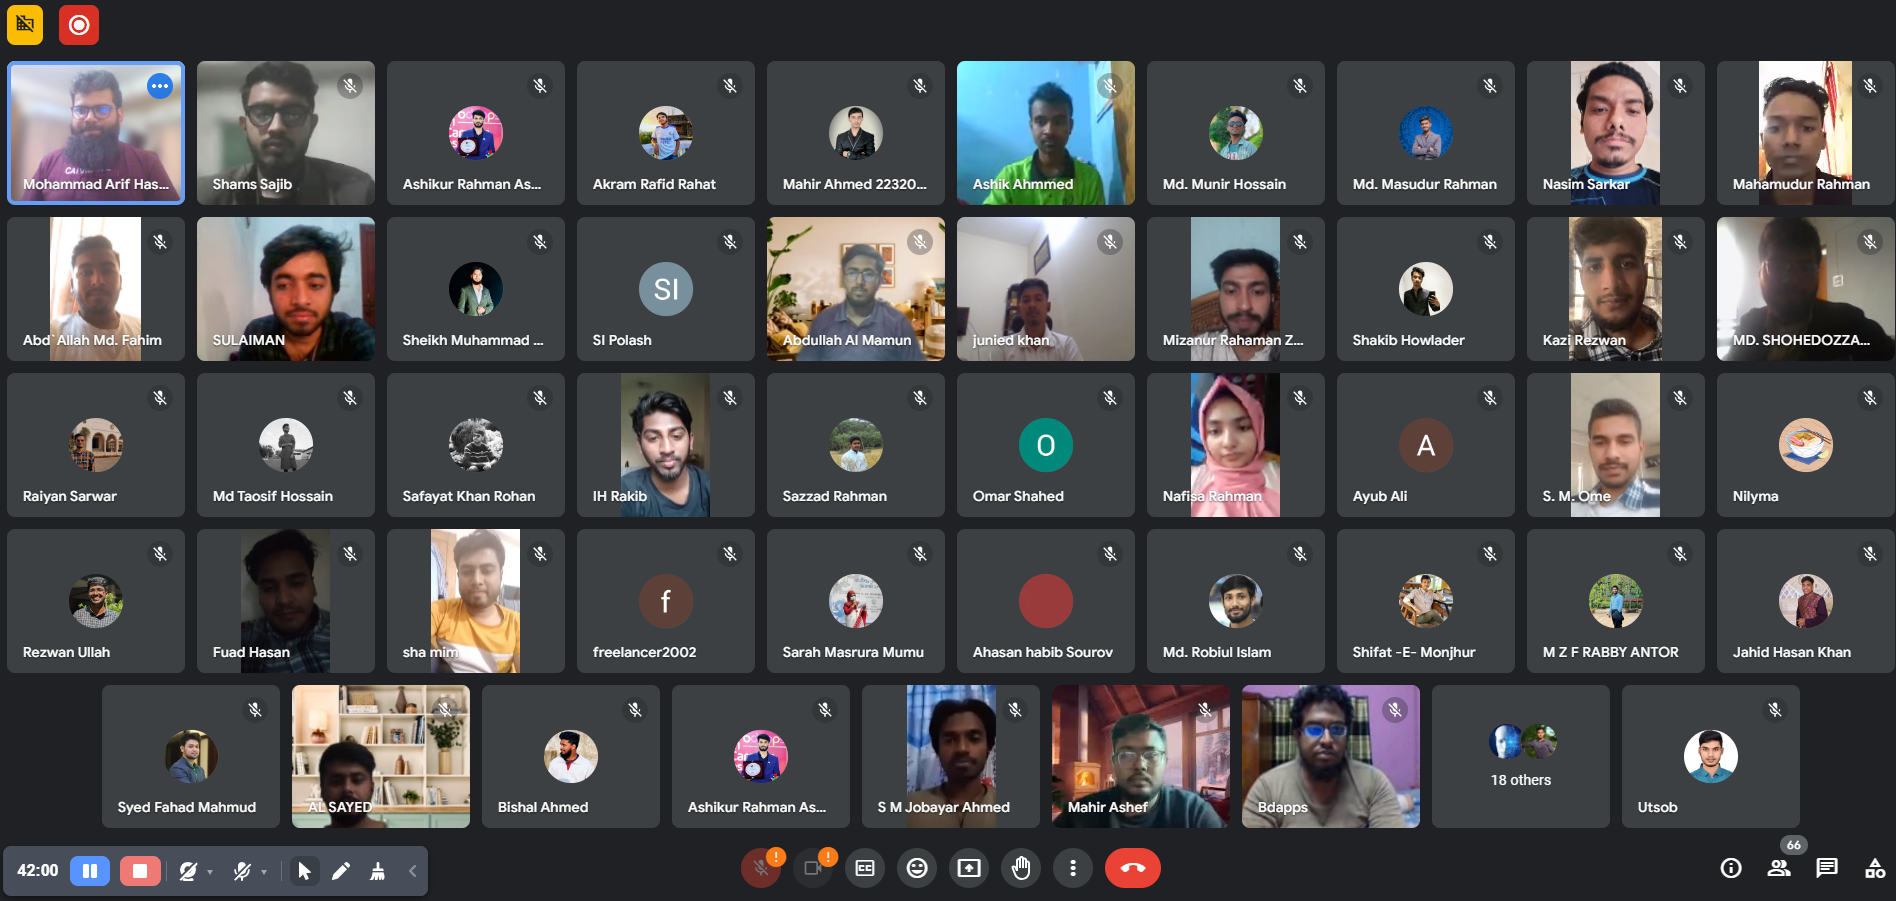 Mohammad Arif Has...
Shams Sajib
Ashikur Rahman As...
Akram Rafid Rahat
Mahir Ahmed 22320...
Ashik Ahmmed
Md. Munir Hossain
Md. Masudur Rahman
Nasim Sarkar
Mahamudur Rahman
Abd`Allah Md. Fahim
SULAIMAN
Sheikh Muhammad ...
SI
SI Polash
Abdullah Al Mamun
junied khan
Mizanur Rahaman Z...
Shakib Howlader
Kazi Rezwan
MD. SHOHEDOZZA...
Raiyan Sarwar
Md Taosif Hossain
Safayat Khan Rohan
IH Rakib
Sazzad Rahman
O
Omar Shahed
Nafisa Rahman
A
Ayub Ali
S. M. Ome
Nilyma
Rezwan Ullah
Fuad Hasan
sha mim
f
freelancer2002
Sarah Masrura Mumu
Ahasan habib Sourov
Md. Robiul Islam
Shifat -E- Monjhur
M Z F RABBY ANTOR
Jahid Hasan Khan
Syed Fahad Mahmud
AL SAYED
Bishal Ahmed
Ashikur Rahman As...
S M Jobayar Ahmed
Mahir Ashef
Bdapps
18 others
Utsob
42:00
66